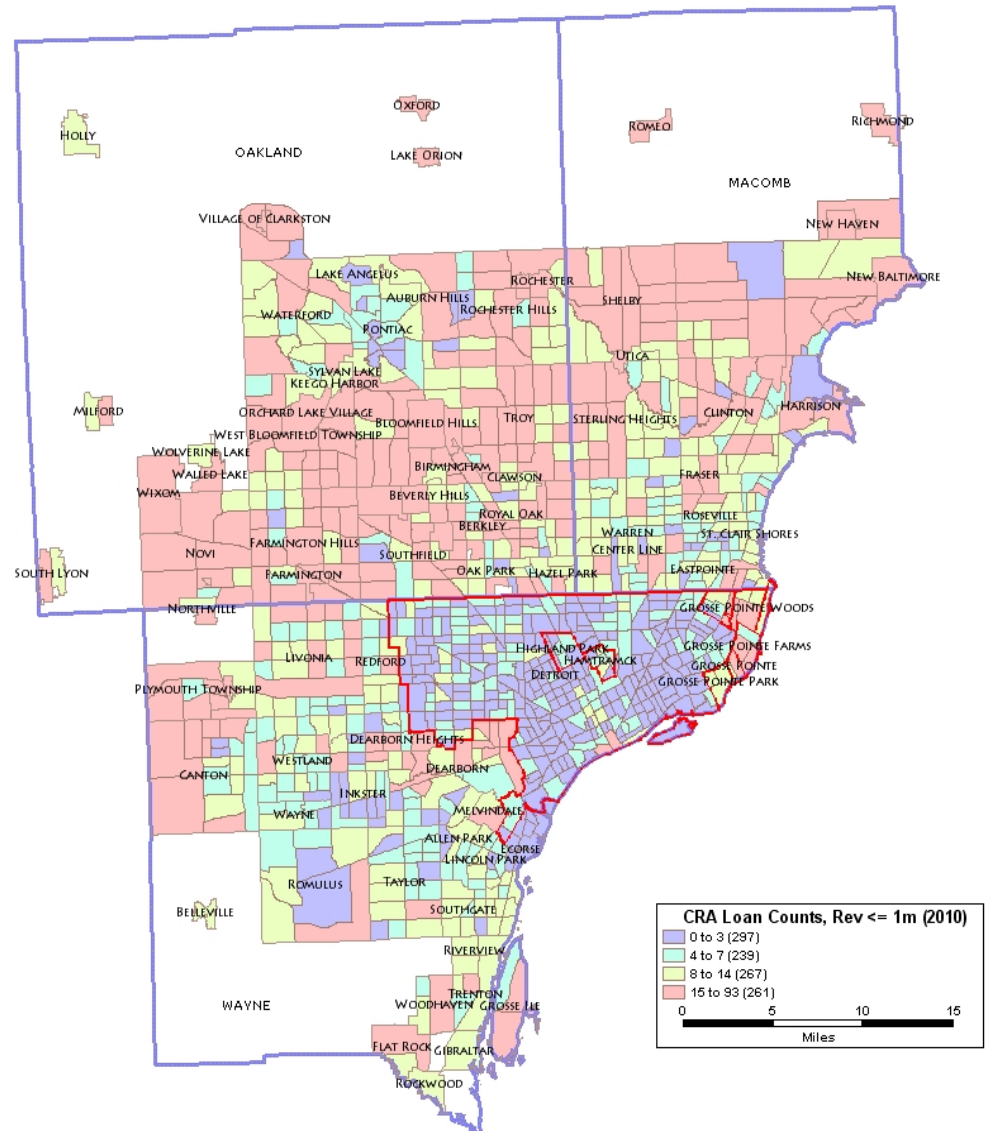 OXFORD
HOLLY
ROMEO
RICHMOND
OAKLAND
LAKE ORION
MACOMB
VILLAGE OF CLARKSTON
NEW HAVEN
LAKE ANGELUS
NEW BALTIMORE
ROCHESTER
AUBURN HILLS
SHELBY
WATERFORD
ROCHESTER HILLS
PONTIAC
UTICA
SYLVAN LAKE
KEEGO HARBOR
MILFORD
ORCHARD LAKE VILLAGE
CLINTON
HARRISON
BLOOMFIELD HILLS
TROY
STERLING HEIGHTS
WEST BLOOMFIELD TOWNSHIP
WOLVERINE LAKE
WALLED LAKE
BIRMINGHAM
CLAWSON
FRASER
WIXOM
BEVERLY HILLS
ROYAL OAK
ROSEVILLE
BERKLEY
WARREN
ST. CLAIR SHORES
FARMINGTON HILLS
CENTER LINE
NOVI
SOUTHFIELD
SOUTH LYON
FARMINGTON
OAK PARK
HAZEL PARK
EASTPOINTE
NORTHVILLE
GROSSE POINTE WOODS
LIVONIA
REDFORD
HIGHLAND PARK
GROSSE POINTE FARMS
HAMTRAMCK
GROSSE POINTE
DETROIT
GROSSE POINTE PARK
PLYMOUTH TOWNSHIP
DEARBORN HEIGHTS
WESTLAND
DEARBORN
CANTON
INKSTER
WAYNE
MELVINDALE
ALLEN PARK
ECORSE
LINCOLN PARK
ROMULUS
TAYLOR
BELLEVILLE
SOUTHGATE
RIVERVIEW
TRENTON
WAYNE
WOODHAVEN
GROSSE ILE
FLAT ROCK
GIBRALTAR
ROCKWOOD
CRA Loan Counts, Rev <= 1m (2010)
0 to 3 (297)
4 to 7 (239)
8 to 14 (267)
15 to 93 (261)
0 5 10 15
Miles